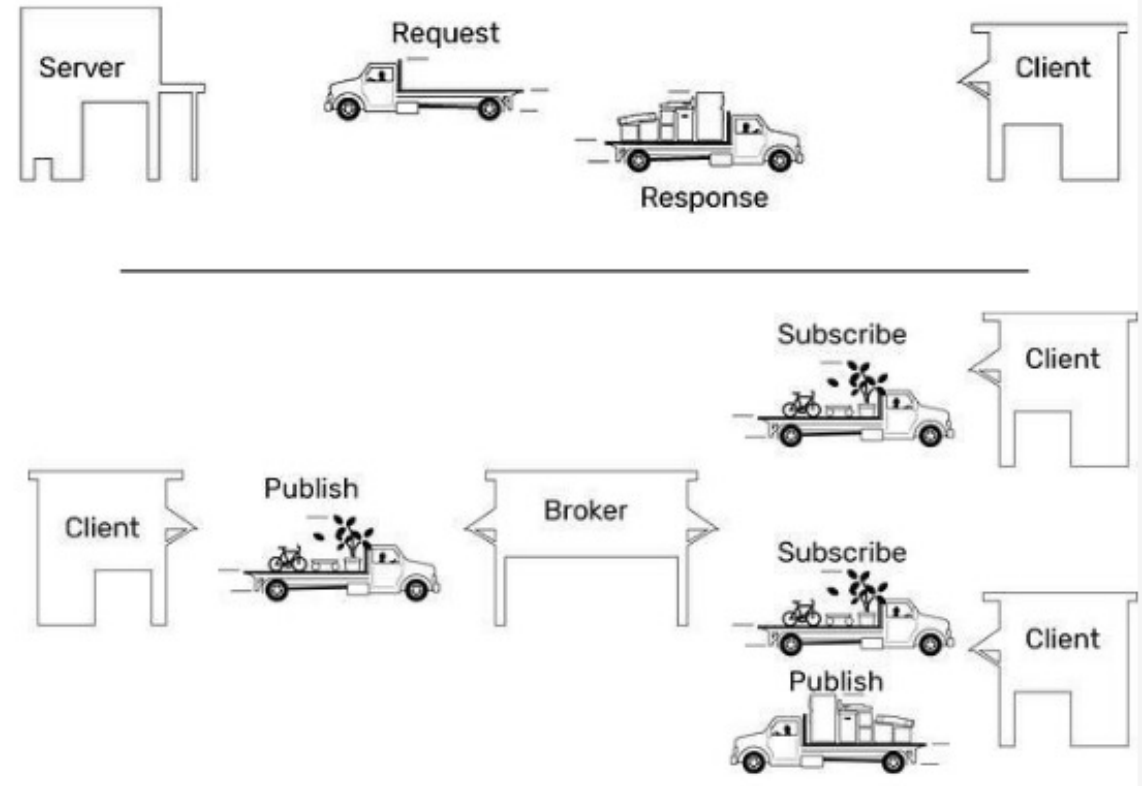 Request
Server
Client
Response
Subscribe
Client
Publish
Client
Broker
Subscribe
Client
Publish